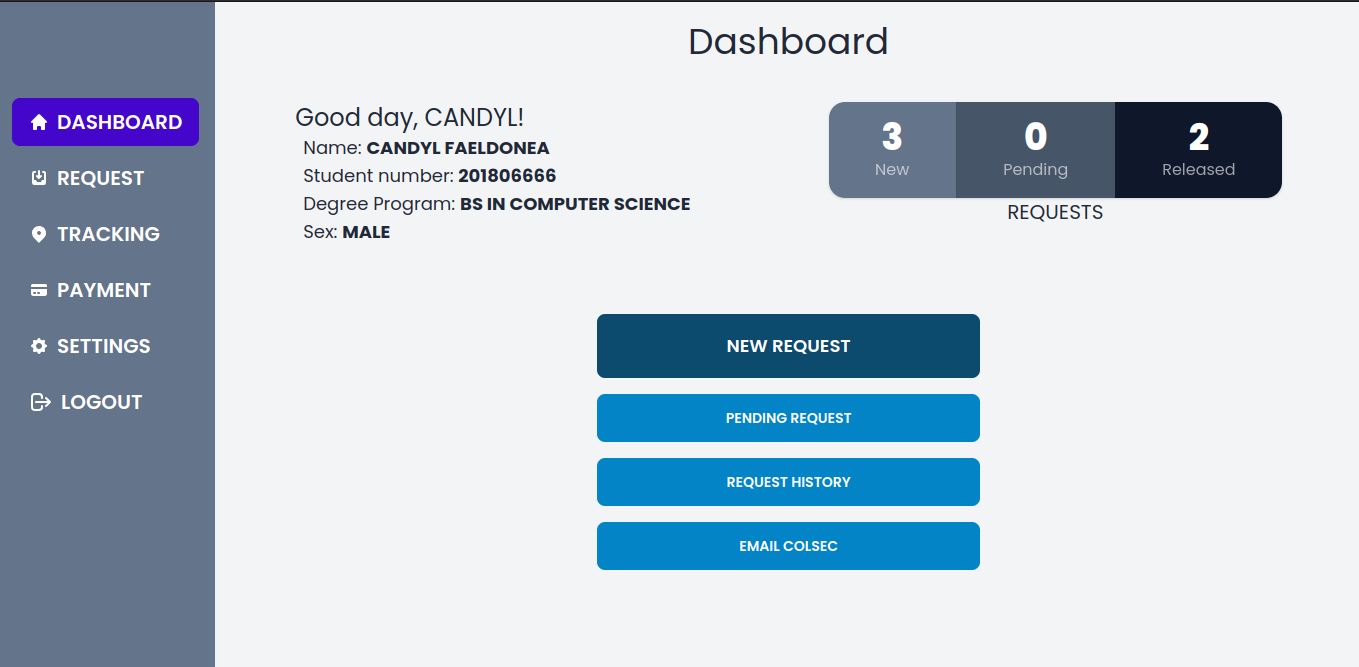 Dashboard
DASHBOARD
REQUEST
TRACKING
PAYMENT
SETTINGS
LOGOUT
Good day, CANDYL!
Name: CANDYL FAELDONEA
Student number: 201806666
Degree Program: BS IN COMPUTER SCIENCE
Sex: MALE
3 0 2
New Pending Released
REQUESTS
NEW REQUEST
PENDING REQUEST
REQUEST HISTORY
EMAIL COLSEC